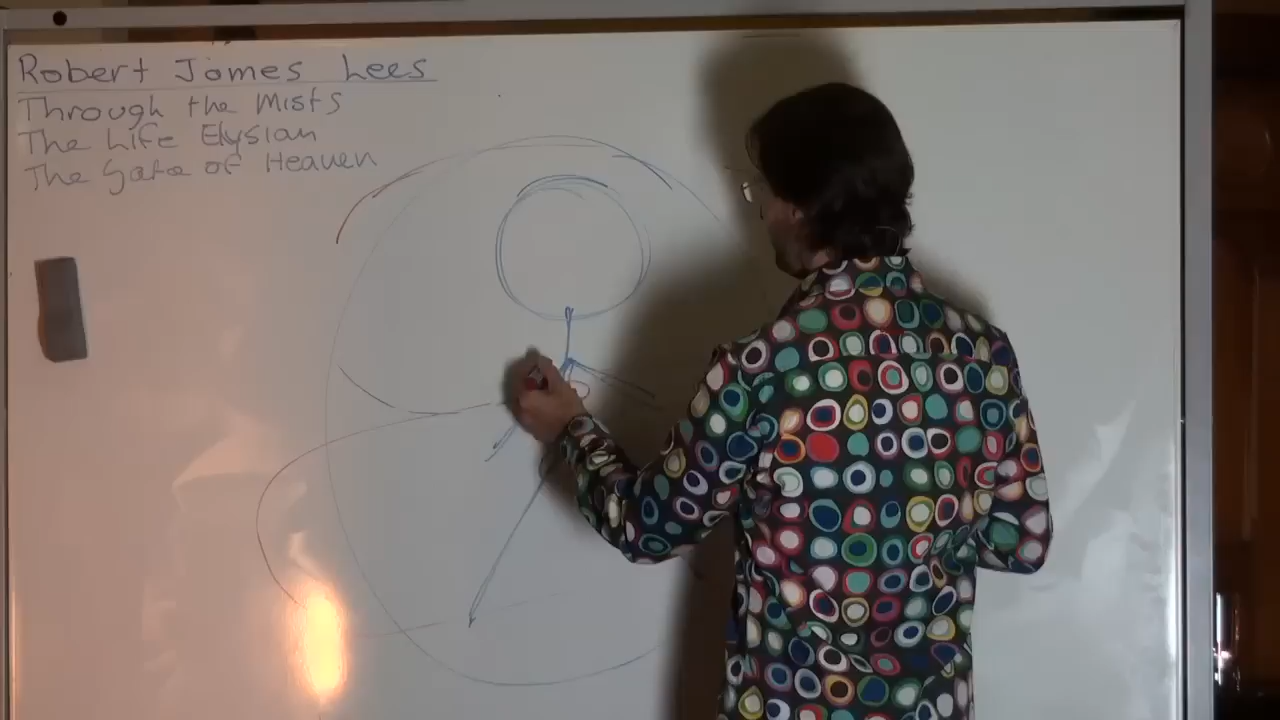 Robert James Lees
Through the Mists
The Life Elysian
The Gate of Heaven